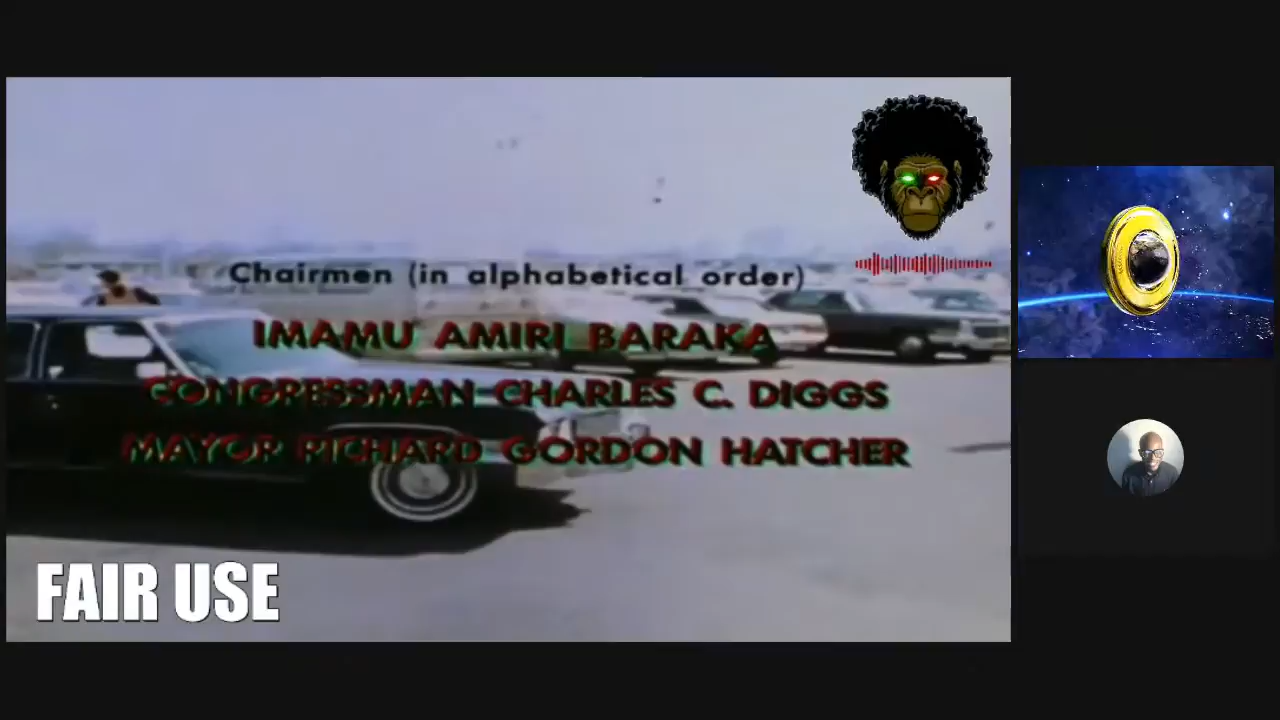 Chairmen (in alphabetical order)
IMAMU AMIRI BARAKA
CONGRESSMAN CHARLES C. DIGGS
MAYOR RICHARD GORDON HATCHER
FAIR USE